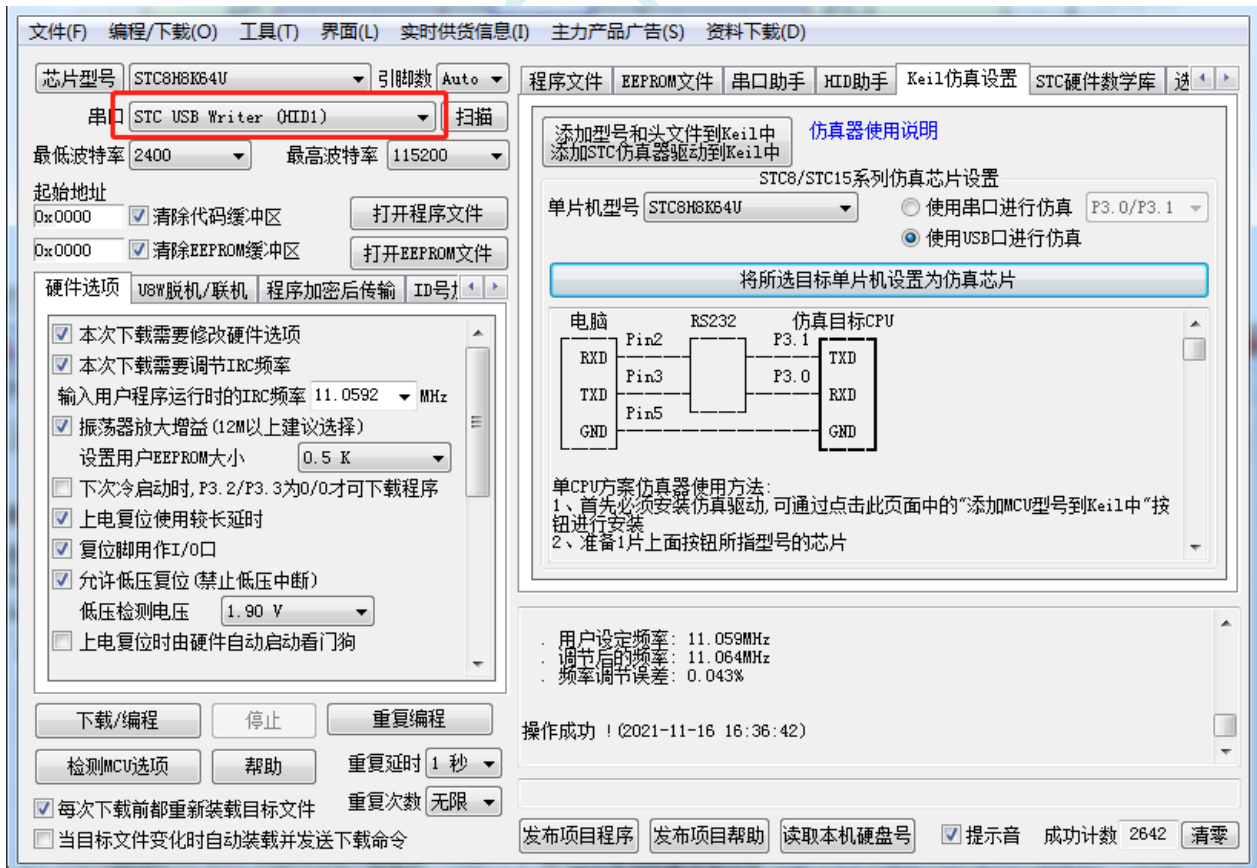 文件(F) 编程/下载(O) 工具(T) 界面(L) 实时供货信息(I) 主力产品广告(S) 资料下载(D)
芯片型号 STC8H8K64U 引脚数 Auto
串口 STC USB Writer (HID1) 扫描
最低波特率 2400 最高波特率 115200
起始地址
0x0000 清除代码缓冲区 打开程序文件
0x0000 清除EEPROM缓冲区 打开EEPROM文件
硬件选项 U8W脱机/联机 程序加密后传输 ID号
本次下载需要修改硬件选项
本次下载需要调节IRC频率
输入用户程序运行时的IRC频率 11.0592 MHz
振荡器放大增益(12M以上建议选择)
设置用户EEPROM大小 0.5 K
下次冷启动时,P3.2/P3.3为0/0才可下载程序
上电复位使用较长延时
复位脚用作I/O口
允许低压复位(禁止低压中断)
低压检测电压 1.90 V
上电复位时由硬件自动启动看门狗
下载/编程 停止 重复编程
检测MCU选项 帮助 重复延时 1 秒
每次下载前都重新装载目标文件 重复次数 无限
当目标文件变化时自动装载并发送下载命令
程序文件 EEPROM文件 串口助手 HID助手 Keil仿真设置 STC硬件数学库 选
添加型号和头文件到Keil中
添加STC仿真器驱动到Keil中
仿真器使用说明
STC8/STC15系列仿真芯片设置
单片机型号 STC8H8K64U 使用串口进行仿真 P3.0/P3.1
使用USB口进行仿真
将所选目标单片机设置为仿真芯片
电脑 RS232 仿真目标CPU
Pin2 P3.1
RXD TXD
Pin3 P3.0
TXD RXD
Pin5
GND GND
单CPU方案仿真器使用方法:
1、首先必须安装仿真驱动,可通过点击此页面中的"添加MCU型号到Keil中"按
钮进行安装
2、准备1片上面按钮所指型号的芯片
. 用户设定频率: 11.059MHz
. 调节后的频率: 11.064MHz
. 频率调节误差: 0.043%
操作成功 !(2021-11-16 16:36:42)
发布项目程序 发布项目帮助 读取本机硬盘号 提示音 成功计数 2642 清零